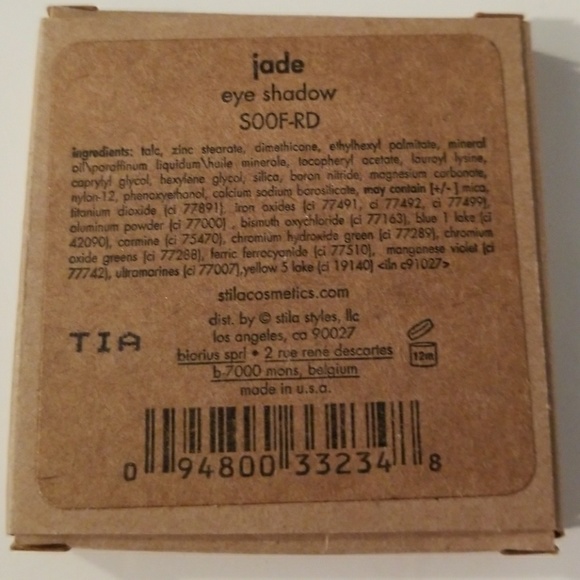 jade
eye shadow
SOOF-RD
ingredients: talc, zinc stearate, dimethicone, ethylhexyl palmitate, mineral
oil\paraffinum liquidum\huile minerale, tocopheryl acetate, lauroyl lysine,
caprylyl glycol, hexylene glycol, silica, boron nitride, magnesium carbonate,
nylon-12, phenoxyethanol, calcium sodium borosilicate, may contain [+/-] mica,
titanium dioxide (ci 77891), iron oxides (ci 77491, ci 77492, ci 77499),
aluminum powder (ci 77000) , bismuth oxychloride (ci 77163), blue 1 lake (ci
42090), carmine (ci 75470), chromium hydroxide green (ci 77289), chromium
oxide greens (ci 77288), ferric ferrocyanide (ci 77510), manganese violet (ci
77742), ultramarines (ci 77007),yellow 5 lake (ci 19140) <iln c91027>
stilacosmetics.com
dist. by © stila styles, llc
los angeles, ca 90027
TIA
biorius sprl • 2 rue rené descartes
b-7000 mons, belgium
12m
made in u.s.a.
0 94800 33234 8